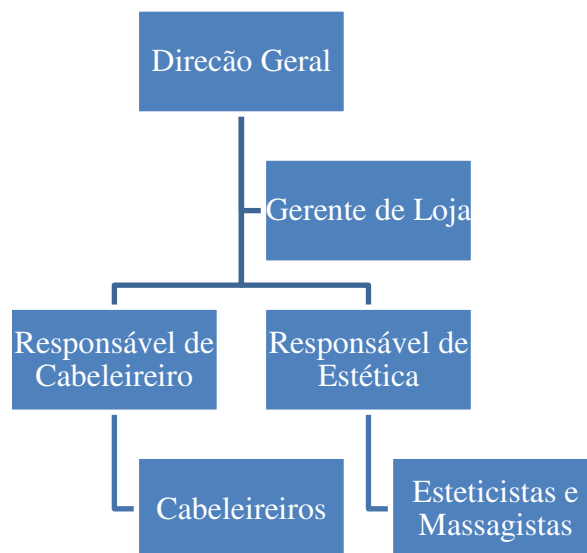 Direcão Geral
Gerente de Loja
Responsável de
Cabeleireiro
Responsável de
Estética
Cabeleireiros
Esteticistas e
Massagistas